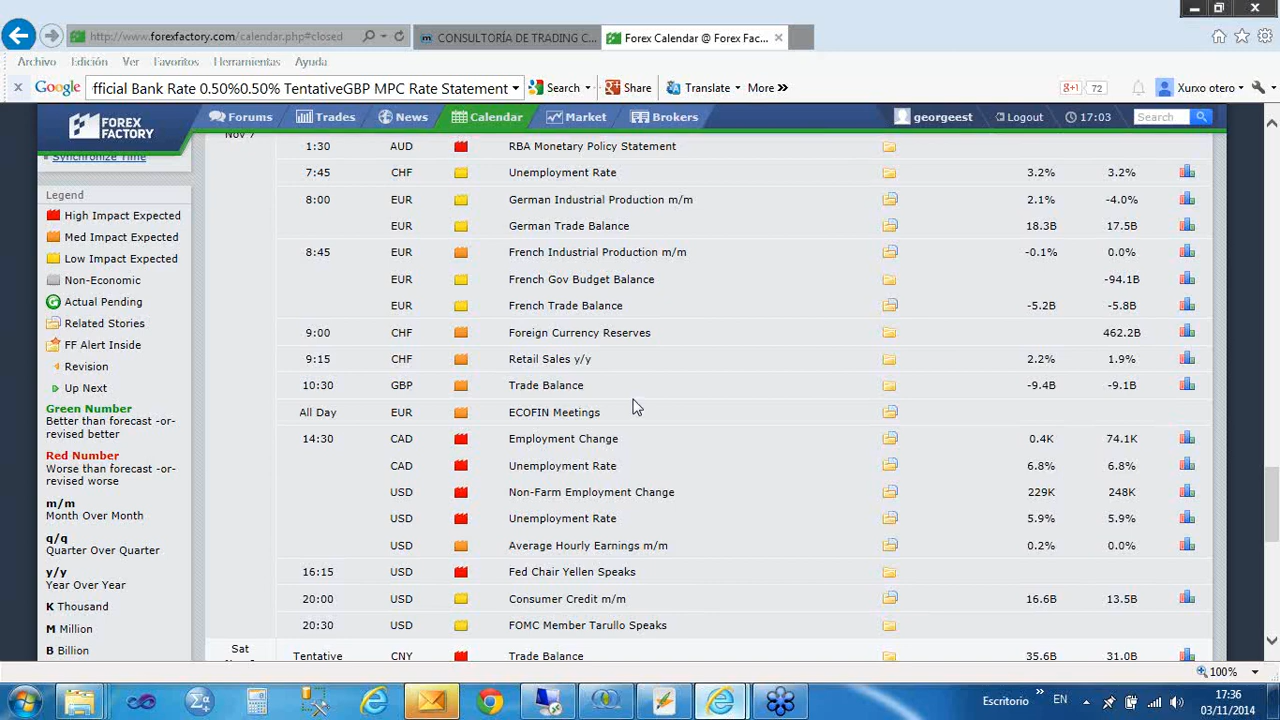 http://www.forexfactory.com/calendar.php#closed
CONSULTORÍA DE TRADING C...
Forex Calendar @ Forex Fac...
Archivo Edición Ver Favoritos Herramientas Ayuda
Google fficial Bank Rate 0.50%0.50% TentativeGBP MPC Rate Statement Search Share Translate More » +1 72 Xurxo otero
FOREX FACTORY
Forums Trades News Calendar Market Brokers georgeest Logout 17:03 Search
Synchronize Time
Legend
High Impact Expected
Med Impact Expected
Low Impact Expected
Non-Economic
Actual Pending
Related Stories
FF Alert Inside
Revision
Up Next
Green Number
Better than forecast -or-
revised better
Red Number
Worse than forecast -or-
revised worse
m/m
Month Over Month
q/q
Quarter Over Quarter
y/y
Year Over Year
K Thousand
M Million
B Billion
Nov 7
1:30 AUD RBA Monetary Policy Statement
7:45 CHF Unemployment Rate 3.2% 3.2%
8:00 EUR German Industrial Production m/m 2.1% -4.0%
EUR German Trade Balance 18.3B 17.5B
8:45 EUR French Industrial Production m/m -0.1% 0.0%
EUR French Gov Budget Balance -94.1B
EUR French Trade Balance -5.2B -5.8B
9:00 CHF Foreign Currency Reserves 462.2B
9:15 CHF Retail Sales y/y 2.2% 1.9%
10:30 GBP Trade Balance -9.4B -9.1B
All Day EUR ECOFIN Meetings
14:30 CAD Employment Change 0.4K 74.1K
CAD Unemployment Rate 6.8% 6.8%
USD Non-Farm Employment Change 229K 248K
USD Unemployment Rate 5.9% 5.9%
USD Average Hourly Earnings m/m 0.2% 0.0%
16:15 USD Fed Chair Yellen Speaks
20:00 USD Consumer Credit m/m 16.6B 13.5B
20:30 USD FOMC Member Tarullo Speaks
Sat
Tentative CNY Trade Balance 35.6B 31.0B
100%
Escritorio » EN 17:36
03/11/2014